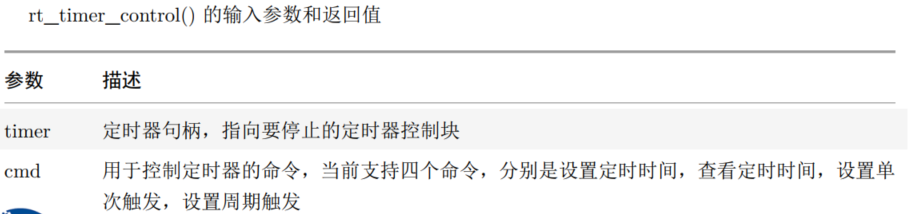 rt_timer_control() 的输入参数和返回值
参数 描述
timer 定时器句柄，指向要停止的定时器控制块
cmd 用于控制定时器的命令，当前支持四个命令，分别是设置定时时间，查看定时时间，设置单
次触发，设置周期触发